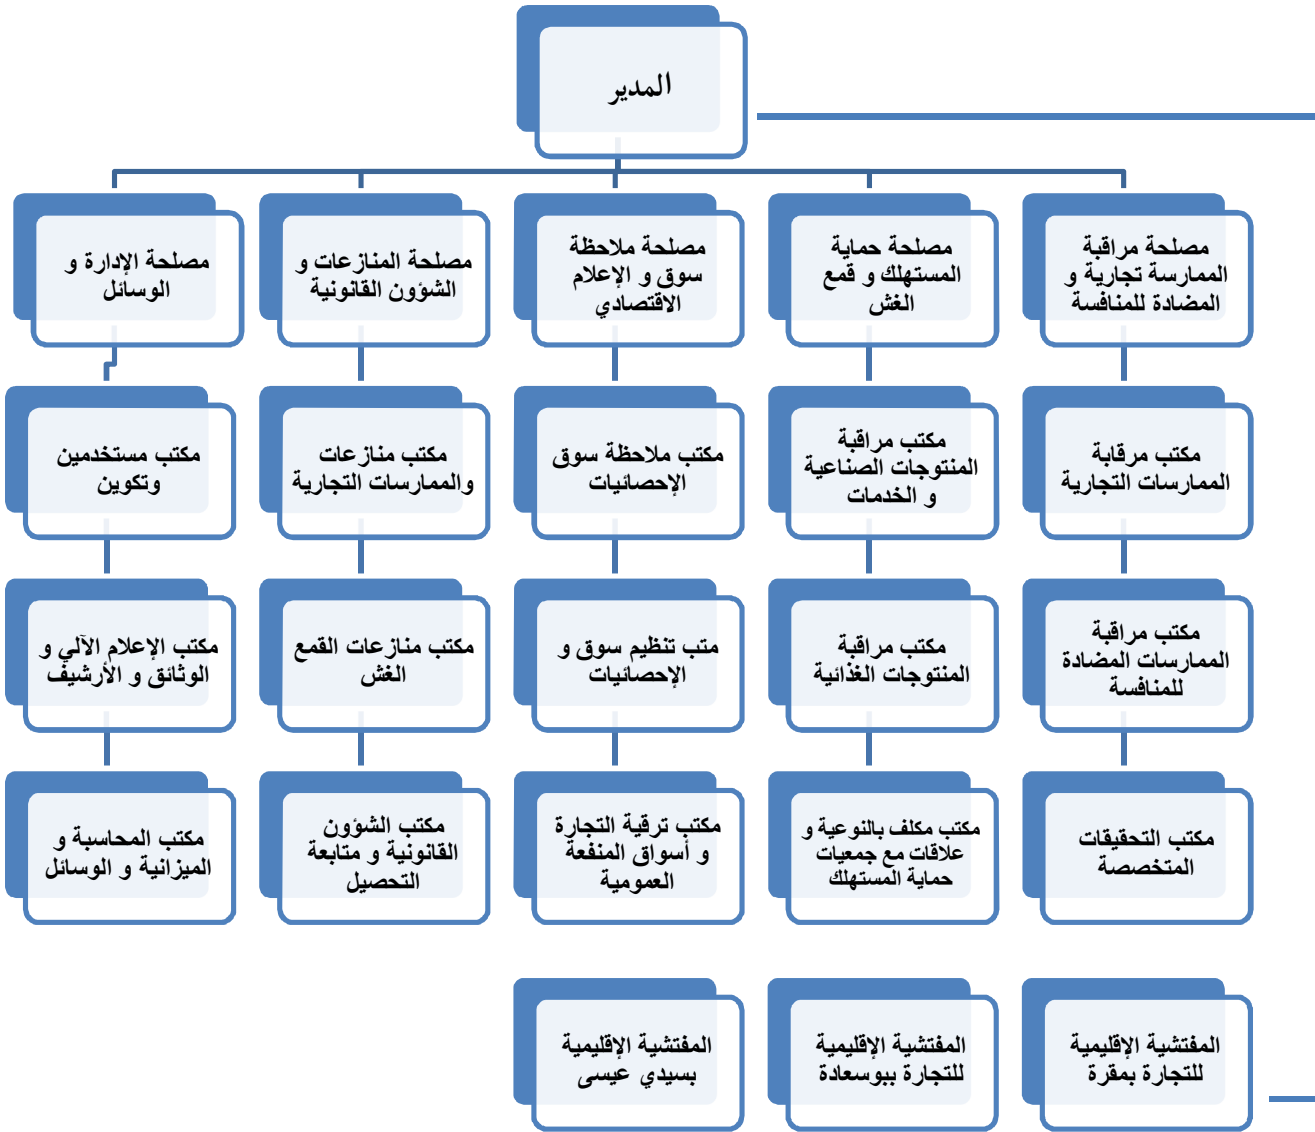 المدير
مصلحة مراقبة
الممارسة تجارية و
المضادة للمنافسة
مصلحة حماية
المستهلك و قمع
الغش
مصلحة ملاحظة
سوق و الإعلام
الاقتصادي
مصلحة المنازعات و
الشؤون القانونية
مصلحة الإدارة و
الوسائل
مكتب مرقابة
الممارسات التجارية
مكتب مراقبة
المنتوجات الصناعية
و الخدمات
مكتب ملاحظة سوق
الإحصائيات
مكتب منازعات
والممارسات التجارية
مكتب مستخدمين
وتكوين
مكتب مراقبة
الممارسات المضادة
للمنافسة
مكتب مراقبة
المنتوجات الغذائية
متب تنظيم سوق و
الإحصائيات
مكتب منازعات القمع
الغش
مكتب الإعلام الآلي و
الوثائق و الأرشيف
مكتب التحقيقات
المتخصصة
مكتب مكلف بالنوعية و
علاقات مع جمعيات
حماية المستهلك
مكتب ترقية التجارة
و أسواق المنفعة
العمومية
مكتب الشؤون
القانونية و متابعة
التحصيل
مكتب المحاسبة و
الميزانية و الوسائل
المفتشية الإقليمية
للتجارة بمقرة
المفتشية الإقليمية
للتجارة ببوسعادة
المفتشية الإقليمية
بسيدي عيسى